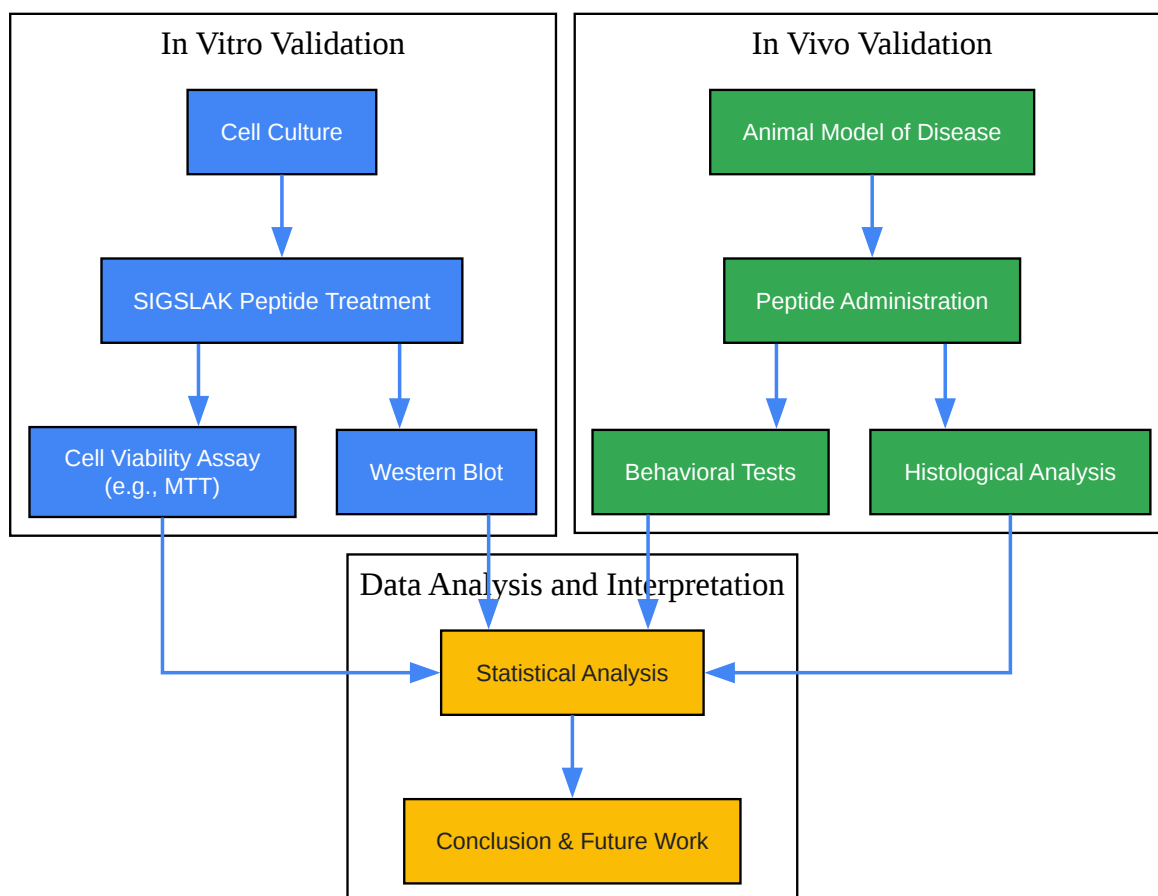 In Vitro Validation
Cell Culture
SIGSLAK Peptide Treatment
Cell Viability Assay
(e.g., MTT)
Western Blot
In Vivo Validation
Animal Model of Disease
Peptide Administration
Behavioral Tests
Histological Analysis
Data Analysis and Interpretation
Statistical Analysis
Conclusion & Future Work